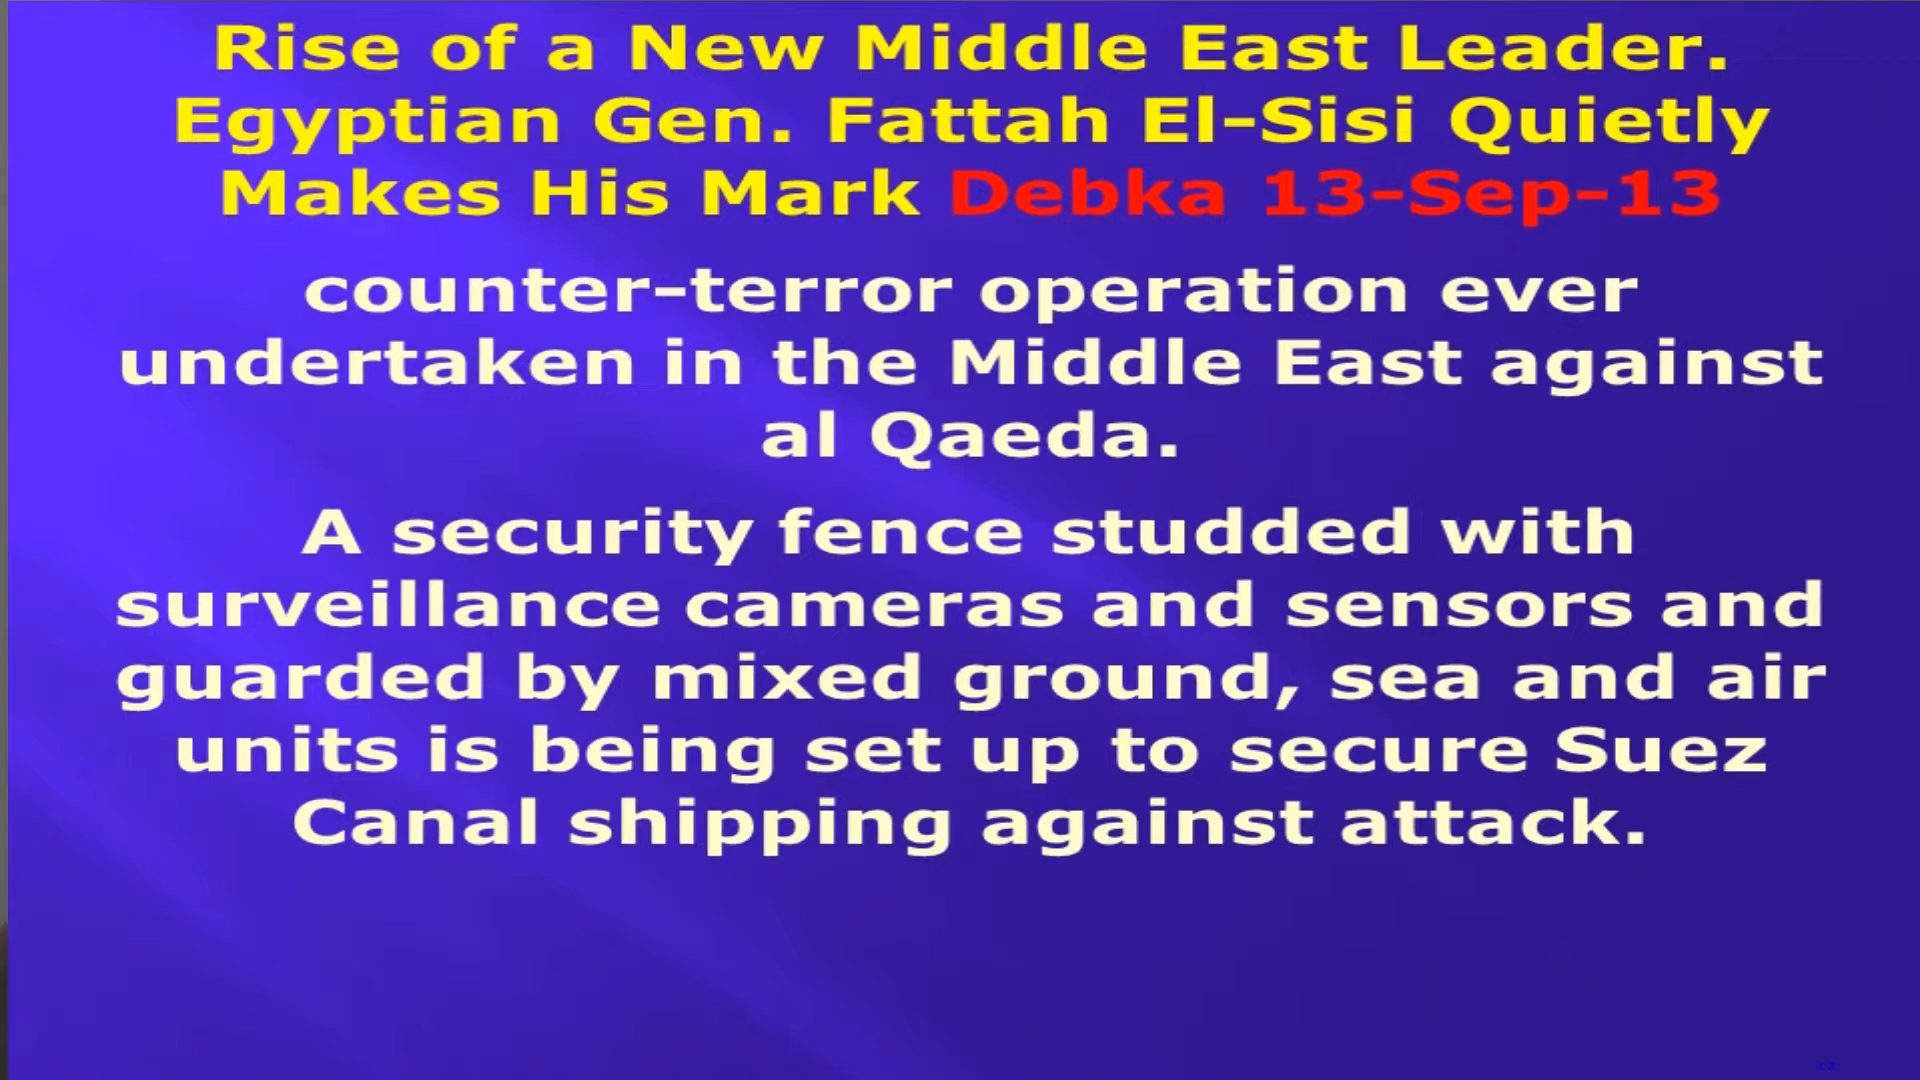 Rise of a New Middle East Leader.
Egyptian Gen. Fattah El-Sisi Quietly
Makes His Mark Debka 13-Sep-13
counter-terror operation ever
undertaken in the Middle East against
al Qaeda.
A security fence studded with
surveillance cameras and sensors and
guarded by mixed ground, sea and air
units is being set up to secure Suez
Canal shipping against attack.